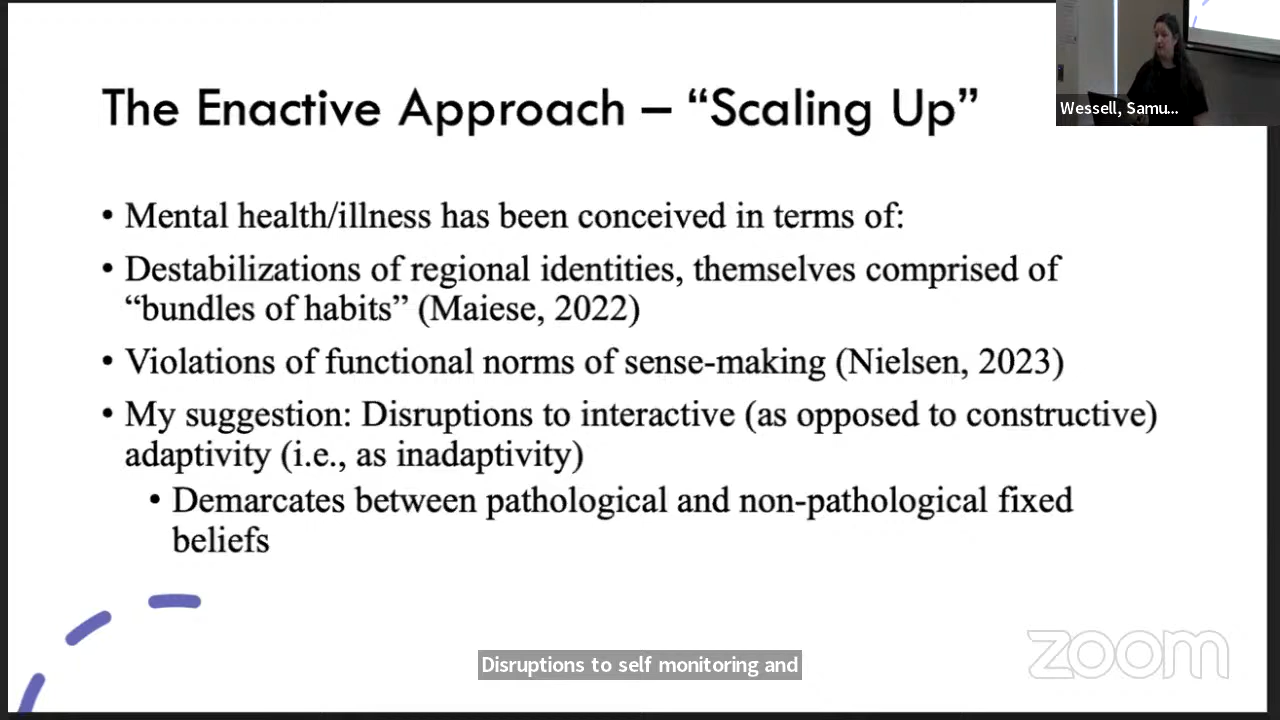 The Enactive Approach – “Scaling Up”
Wessell, Samu...
• Mental health/illness has been conceived in terms of:
• Destabilizations of regional identities, themselves comprised of
“bundles of habits” (Maiese, 2022)
• Violations of functional norms of sense-making (Nielsen, 2023)
• My suggestion: Disruptions to interactive (as opposed to constructive)
adaptivity (i.e., as inadaptivity)
• Demarcates between pathological and non-pathological fixed
beliefs
Disruptions to self monitoring and
zoom